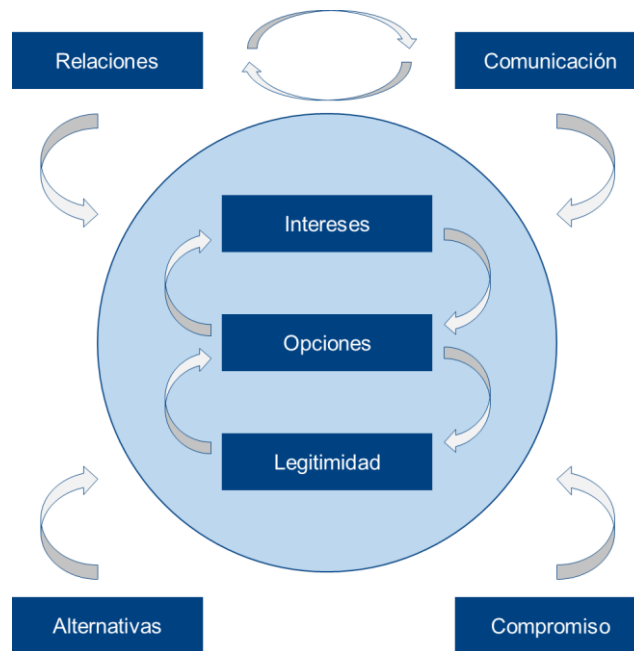 Relaciones
Comunicación
Intereses
Opciones
Legitimidad
Alternativas
Compromiso